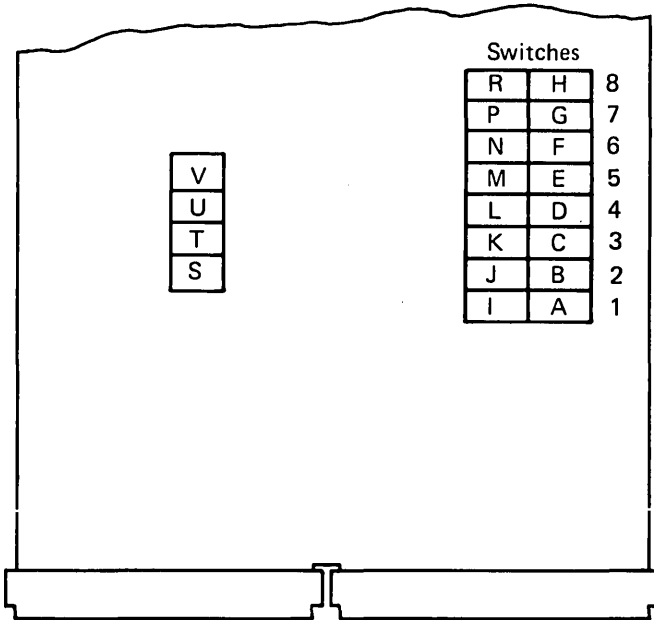 Switches
R H 8
P G 7
N F 6
V
M E 5
U
L D 4
T
K C 3
S
J B 2
I A 1